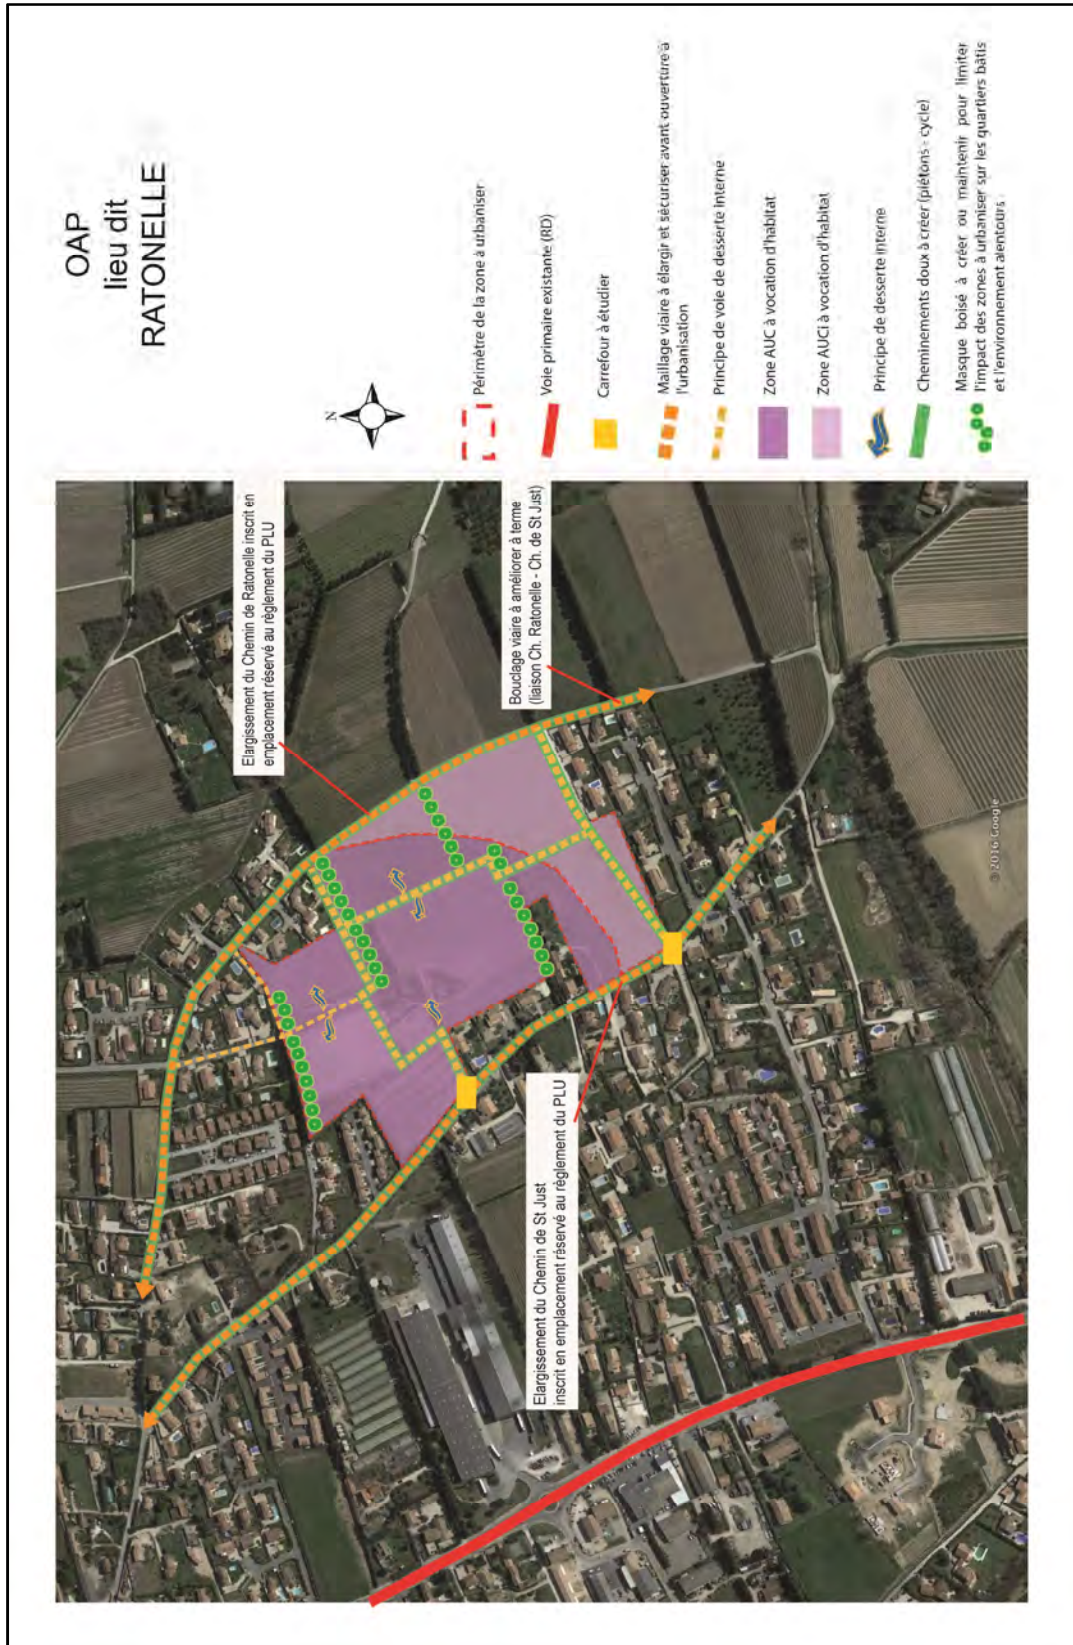 OAP
lieu dit
RATONELLE
N
Périmètre de la zone à urbaniser
Voie primaire existante (RD)
Carrefour à étudier
Maillage viaire à élargir et sécuriser avant ouverture à
l'urbanisation
Principe de voie de desserte interne
Zone AUC à vocation d'habitat
Zone AUCi à vocation d'habitat
Principe de desserte interne
Cheminements doux à créer (piétons - cycle)
Masque boisé à créer ou maintenir pour limiter
l'impact des zones à urbaniser sur les quartiers bâtis
et l'environnement alentours
Elargissement du Chemin de Ratonelle inscrit en
emplacement réservé au règlement du PLU
Bouclage viaire à améliorer à terme
(liaison Ch. Ratonelle - Ch. de St Just)
Elargissement du Chemin de St Just
inscrit en emplacement réservé au règlement du PLU
© 2016 Google